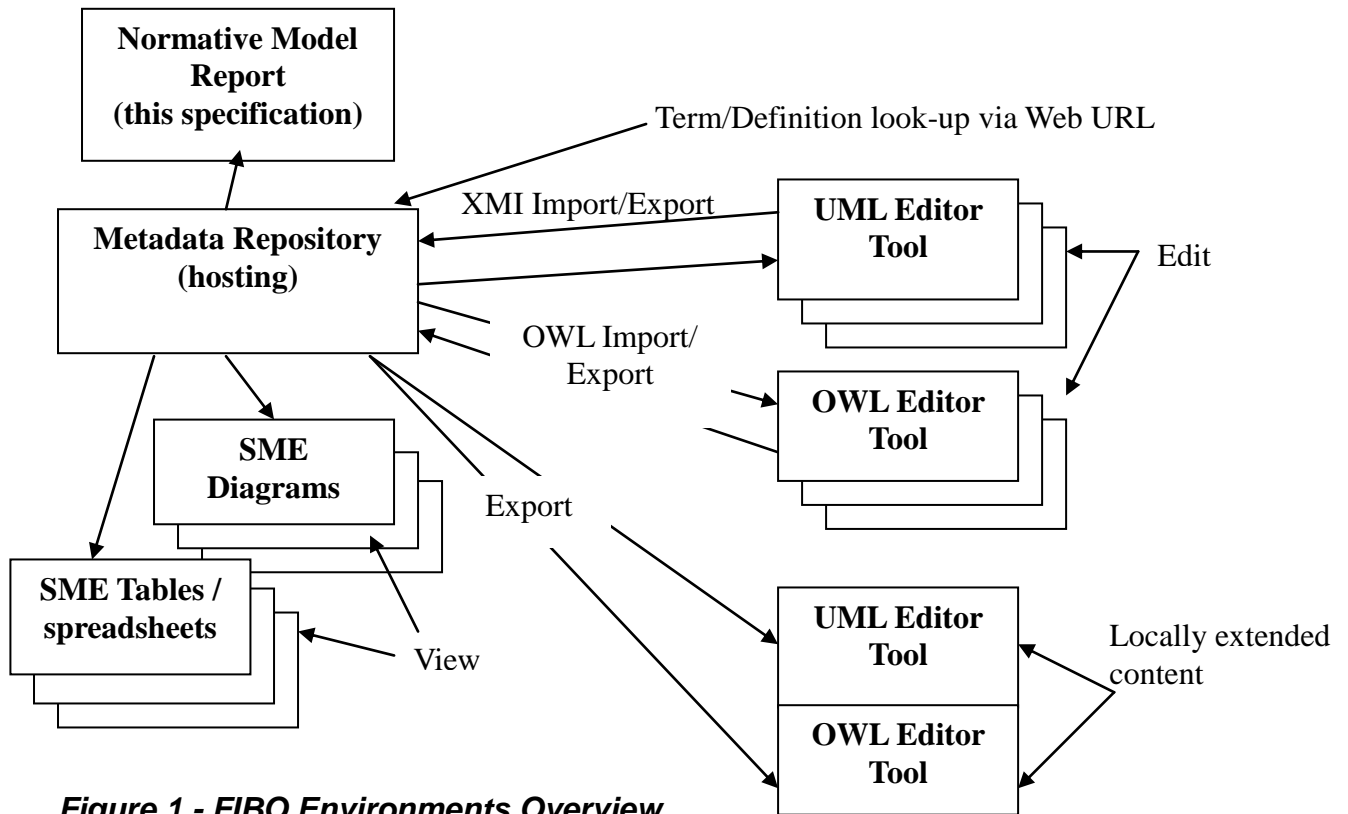 Normative Model
Report
(this specification)
Term/Definition look-up via Web URL
XMI Import/Export
UML Editor
Tool
Metadata Repository
(hosting)
Edit
OWL Import/
Export
OWL Editor
Tool
SME
Diagrams
Export
SME Tables /
spreadsheets
View
UML Editor
Tool
Locally extended
content
OWL Editor
Tool
Figure 1 - FIBO Environments Overview